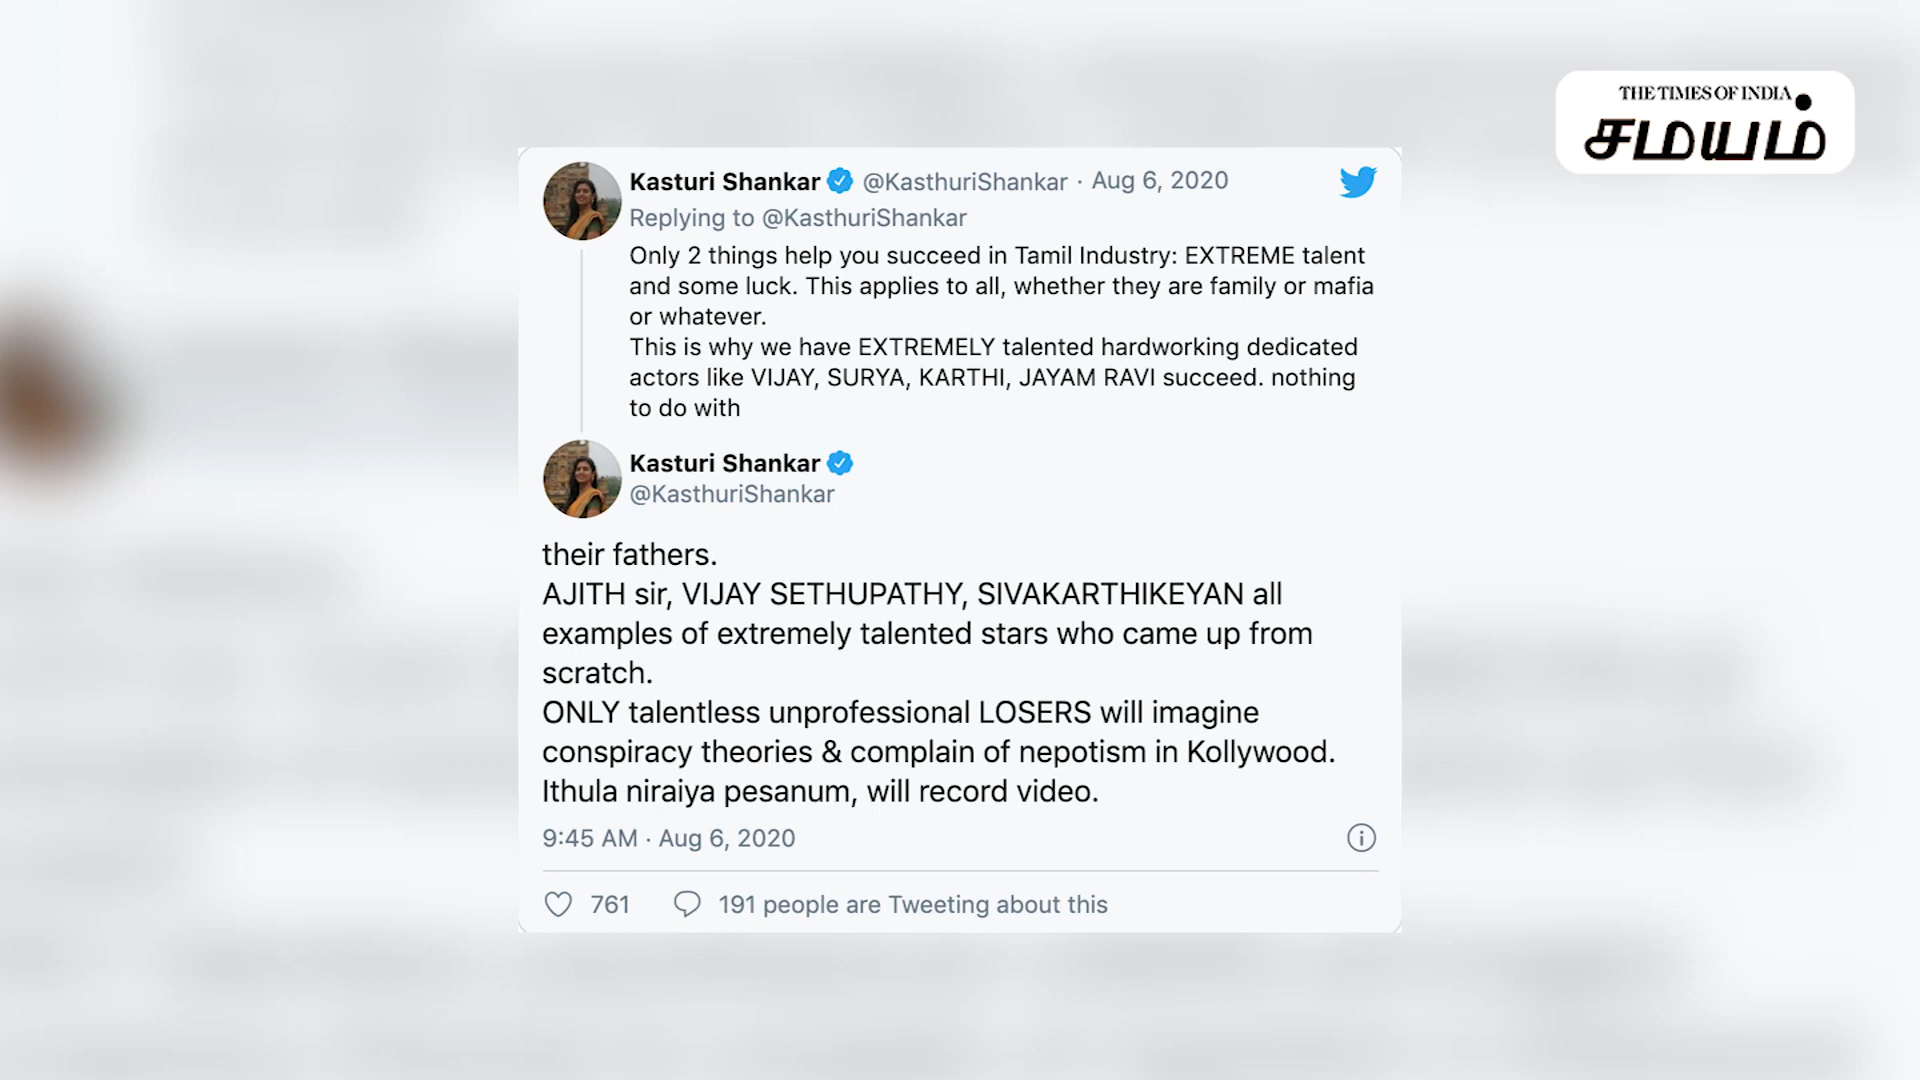 THE TIMES OF INDIA
சமயம்
Kasturi Shankar @KasthuriShankar · Aug 6, 2020
Replying to @KasthuriShankar
Only 2 things help you succeed in Tamil Industry: EXTREME talent
and some luck. This applies to all, whether they are family or mafia
or whatever.
This is why we have EXTREMELY talented hardworking dedicated
actors like VIJAY, SURYA, KARTHI, JAYAM RAVI succeed. nothing
to do with
Kasturi Shankar
@KasthuriShankar
their fathers.
AJITH sir, VIJAY SETHUPATHY, SIVAKARTHIKEYAN all
examples of extremely talented stars who came up from
scratch.
ONLY talentless unprofessional LOSERS will imagine
conspiracy theories & complain of nepotism in Kollywood.
Ithula niraiya pesanum, will record video.
9:45 AM · Aug 6, 2020
761 191 people are Tweeting about this